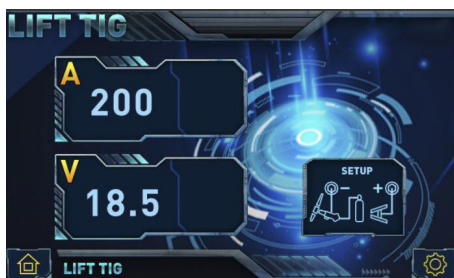 LIFT TIG
A
200
V
18.5
SETUP
- +
LIFT TIG